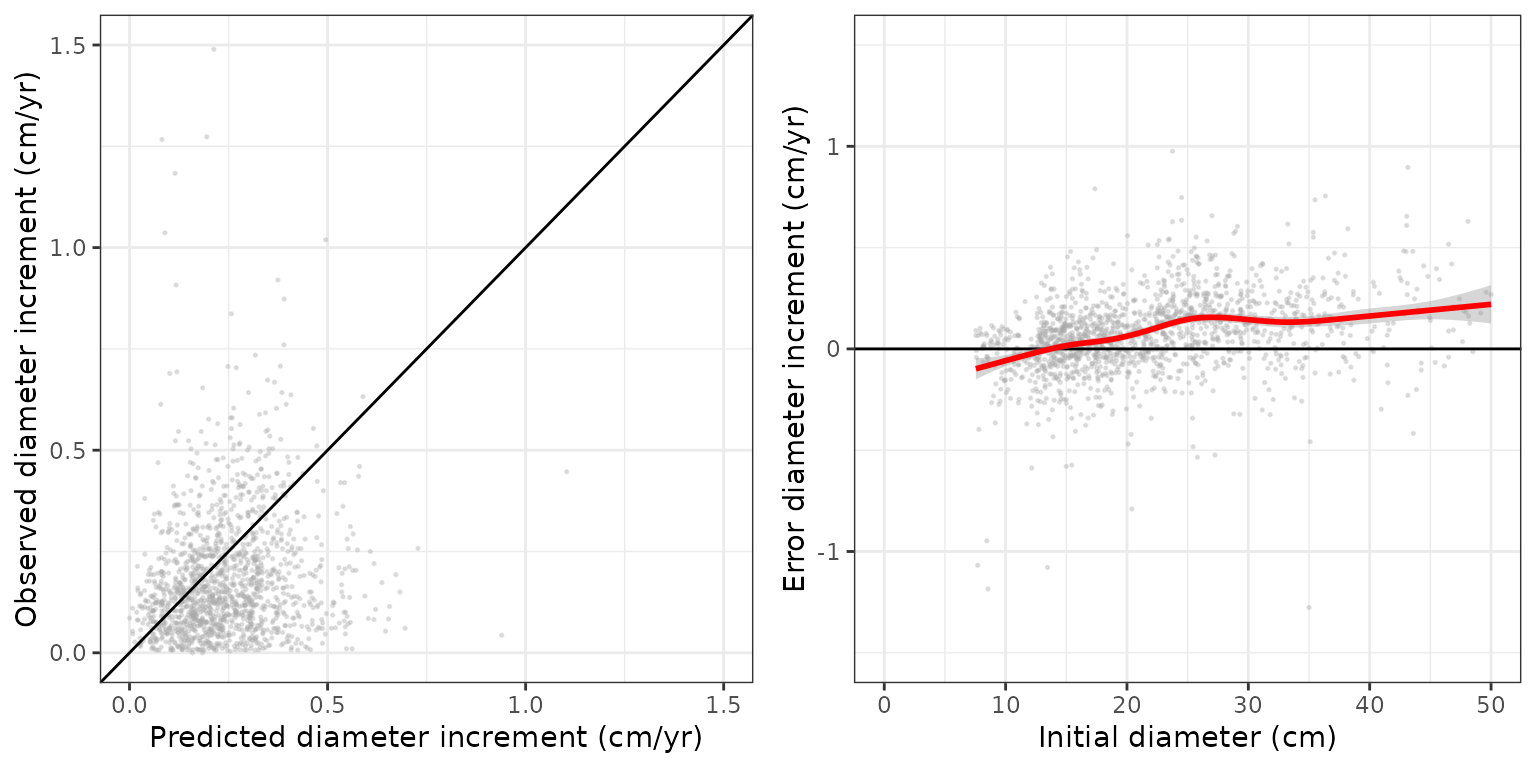 1.5
1.0
0.5
0.0
Observed diameter increment (cm/yr)
0.0 0.5 1.0 1.5
Predicted diameter increment (cm/yr)
1
0
-1
Error diameter increment (cm/yr)
0 10 20 30 40 50
Initial diameter (cm)